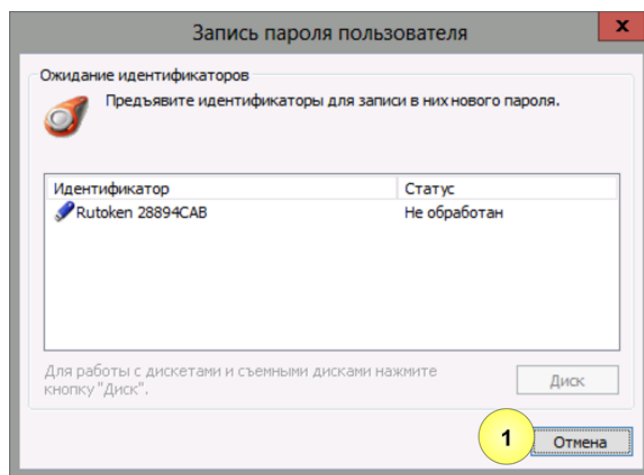 Запись пароля пользователя
x
Ожидание идентификаторов
Предъявите идентификаторы для записи в них нового пароля.
Идентификатор Статус
Rutoken 28894CAB Не обработан
Для работы с дискетами и съемными дисками нажмите
кнопку "Диск".
Диск
1
Отмена